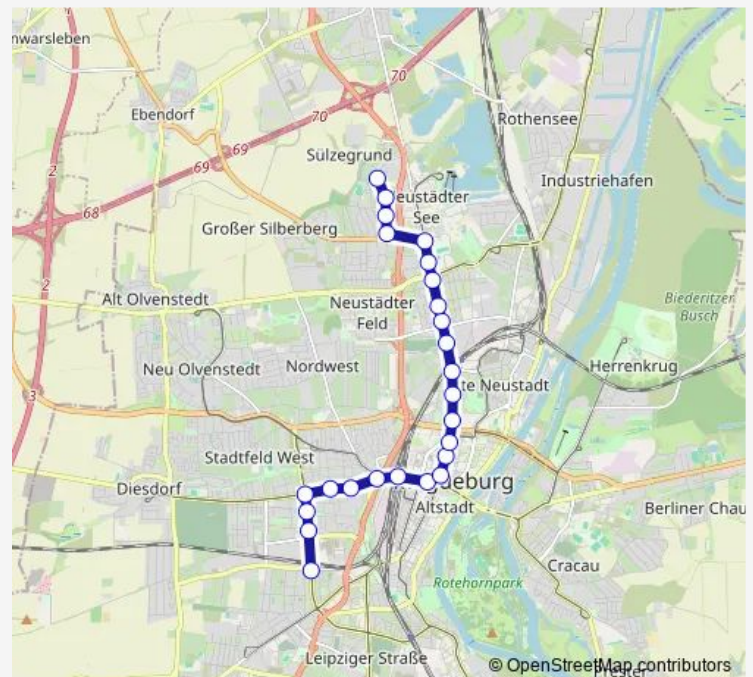 nwarsleben
70
Ebendorf
70
Rothensee
69
69
Sülzegrund
2
Industriehafen
eustädter
See
68
Großer Silberberg
2
Alt Olvenstedt
Neustädter
Feld
Biederitzer
Busch
Neu Olvenstedt
Nordwest
Herrenkrug
te Neustadt
3
Stadtfeld West
Diesdorf
deburg
Altstadt
Berliner Chau
Cracau
Rotehornpark
Leipziger Straße
© OpenStreetMap contributors